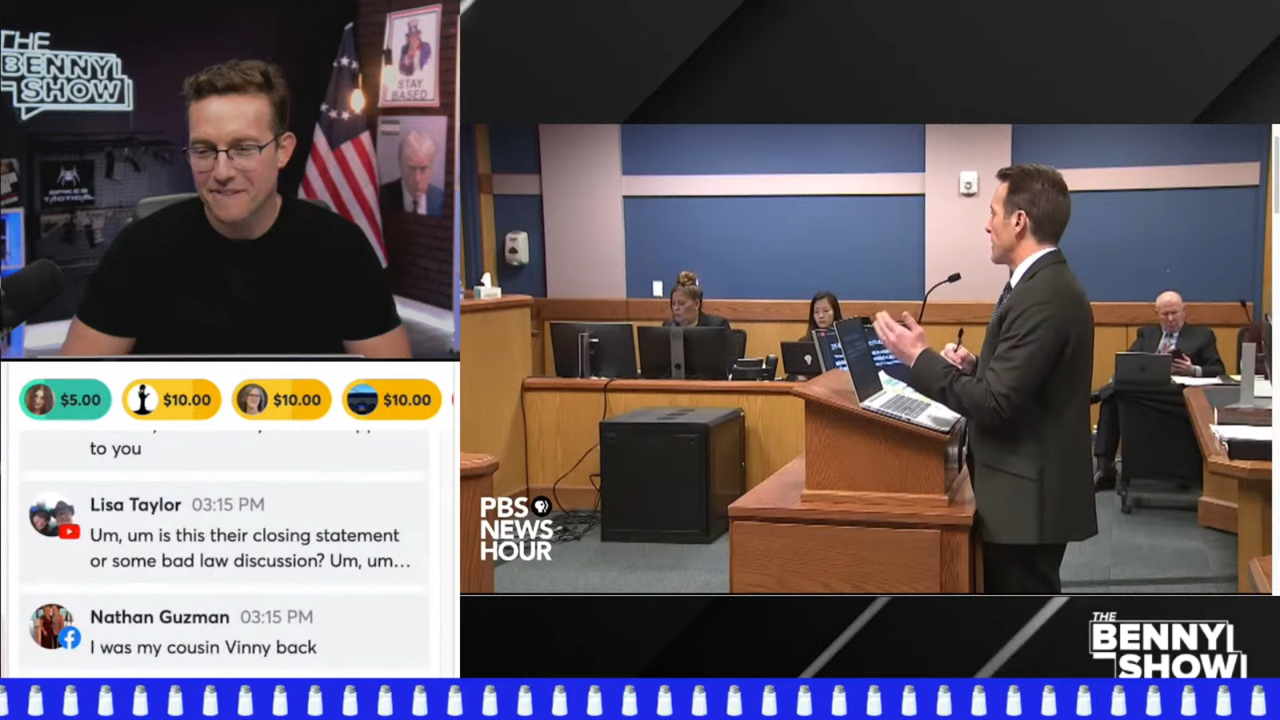 THE
BENNY
SHOW
STAY
BASED
SPIKE'S
TACTICAL
$5.00
$10.00
$10.00
$10.00
to you
Lisa Taylor 03:15 PM
Um, um is this their closing statement
or some bad law discussion? Um, um...
Nathan Guzman 03:15 PM
I was my cousin Vinny back
PBS
NEWS
HOUR
THE
BENNY
SHOW